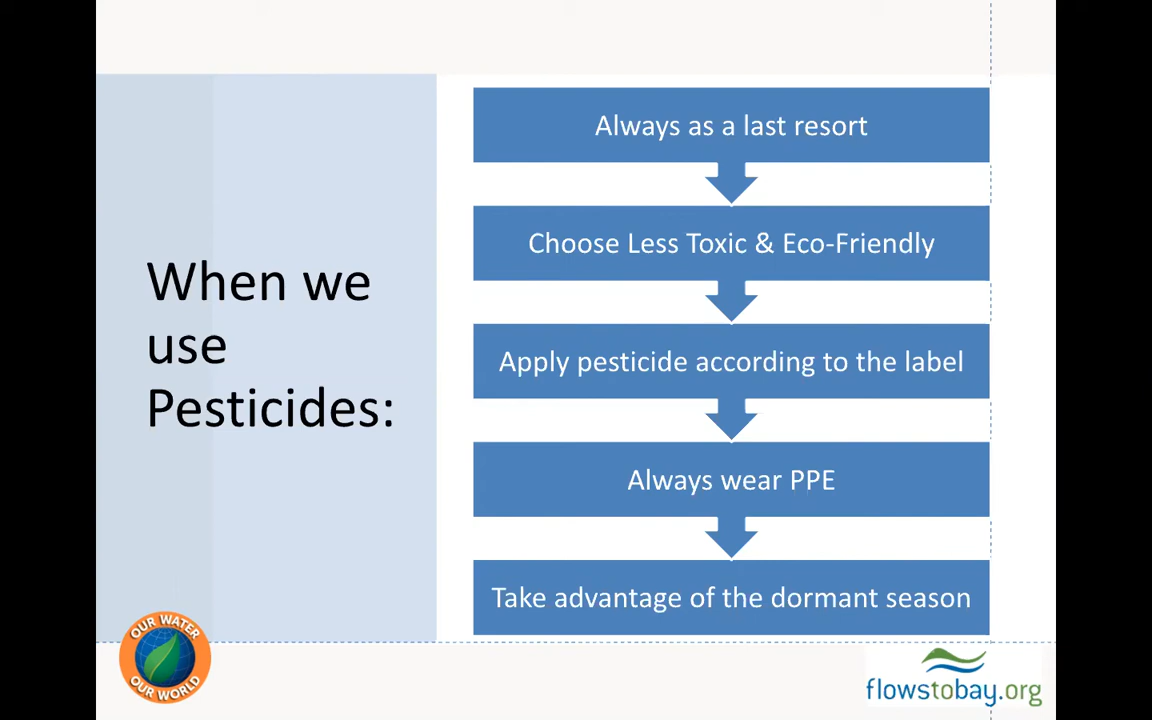 When we
use
Pesticides:
Always as a last resort
Choose Less Toxic & Eco-Friendly
Apply pesticide according to the label
Always wear PPE
Take advantage of the dormant season
OUR WATER
OUR WORLD
flowstobay.org